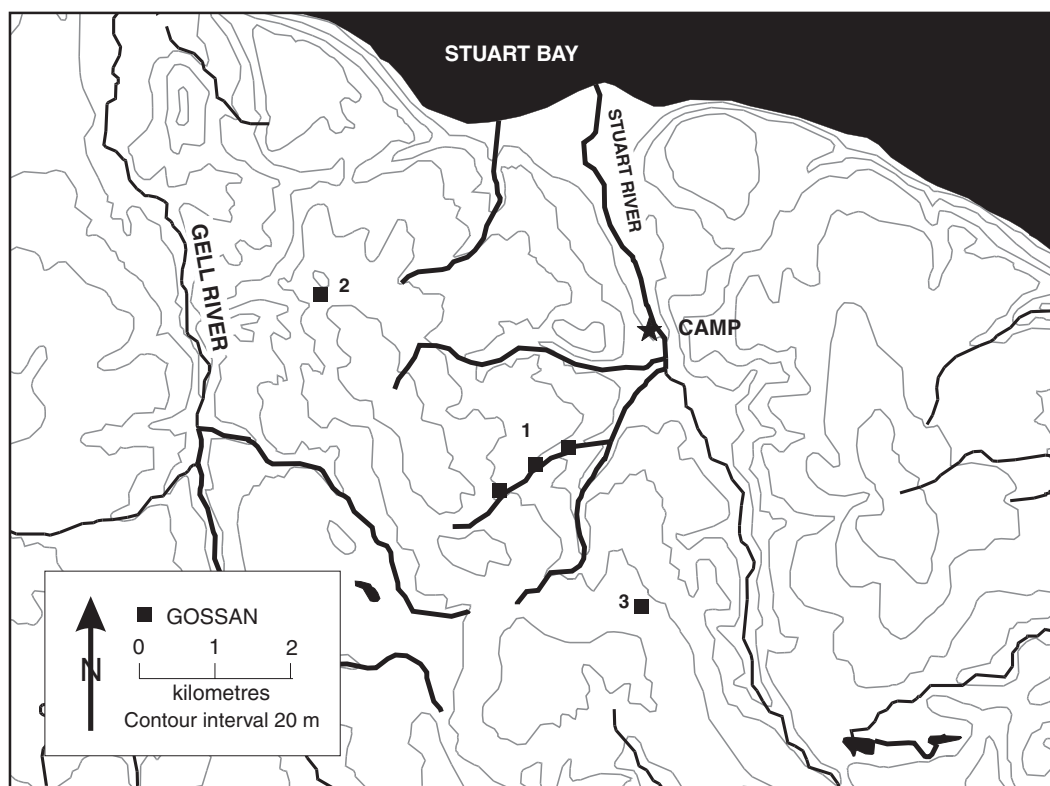 STUART BAY
STUART RIVER
GELL RIVER
2
CAMP
1
3
GOSSAN
0 1 2
kilometres
Contour interval 20 m
N